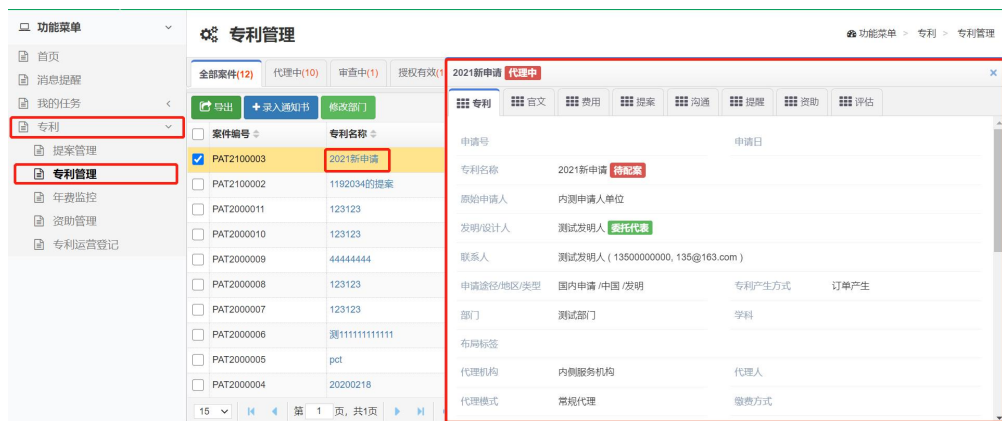 功能菜单
首页
消息提醒
我的任务
专利
提案管理
专利管理
年费监控
资助管理
专利运营登记
专利管理
功能菜单 > 专利 > 专利管理
全部案件(12) 代理中(10) 审查中(1) 授权有效(1
导出 +录入通知书 修改部门
案件编号 专利名称
PAT2100003 2021新申请
PAT2100002 1192034的提案
PAT2000011 123123
PAT2000010 123123
PAT2000009 44444444
PAT2000008 123123
PAT2000007 123123
PAT2000006 测111111111111
PAT2000005 pct
PAT2000004 20200218
15 第 1 页, 共1页
2021新申请 代理中 ×
专利 官文 费用 提案 沟通 提醒 资助 评估
申请号 申请日
专利名称 2021新申请 待配案
原始申请人 内测申请人单位
发明/设计人 测试发明人 委托代表
联系人 测试发明人 ( 13500000000, 135@163.com )
申请途径/地区/类型 国内申请 /中国 /发明 专利产生方式 订单产生
部门 测试部门 学科
布局标签
代理机构 内侧服务机构 代理人
代理模式 常规代理 缴费方式